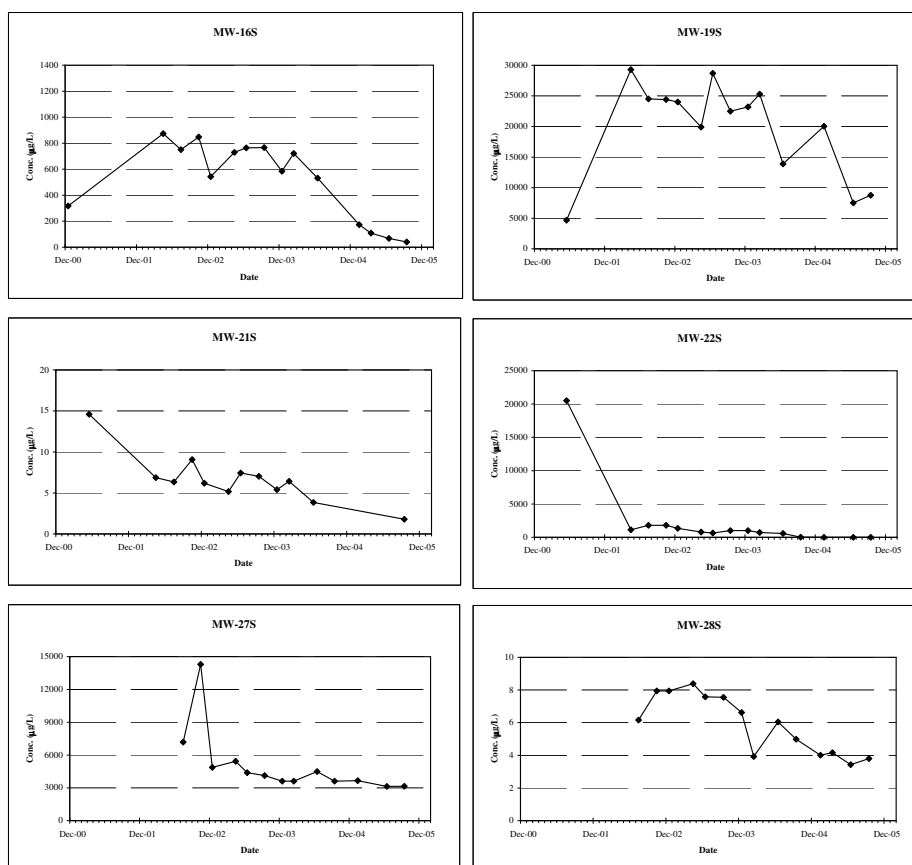 MW-16S
1400
1200
1000
800
600
400
200
0
Conc. (µg/L)
Dec-00 Dec-01 Dec-02 Dec-03 Dec-04 Dec-05
Date
MW-19S
30000
25000
20000
15000
10000
5000
0
Conc. (µg/L)
Dec-00 Dec-01 Dec-02 Dec-03 Dec-04 Dec-05
Date
MW-21S
20
15
10
5
0
Conc. (µg/L)
Dec-00 Dec-01 Dec-02 Dec-03 Dec-04 Dec-05
Date
MW-22S
25000
20000
15000
10000
5000
0
Conc. (µg/L)
Dec-00 Dec-01 Dec-02 Dec-03 Dec-04 Dec-05
Date
MW-27S
15000
12000
9000
6000
3000
0
Conc. (µg/L)
Dec-00 Dec-01 Dec-02 Dec-03 Dec-04 Dec-05
Date
MW-28S
10
8
6
4
2
0
Conc. (µg/L)
Dec-00 Dec-01 Dec-02 Dec-03 Dec-04 Dec-05
Date